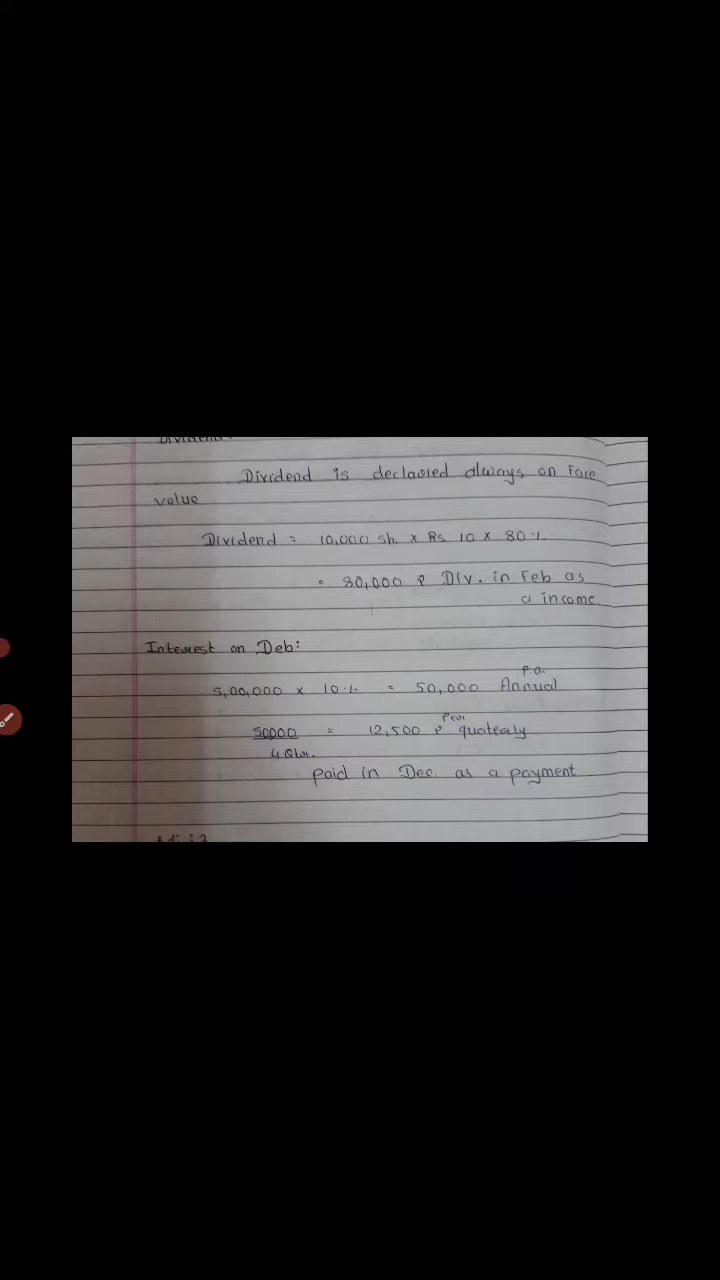 Dividend is declared always on Face
value
Dividend = 10,000 sh. x Rs 10 x 80%
= 80,000 ₹ Div. in Feb as
a income
Interest on Deb:
P.a.
5,00,000 x 10% = 50,000 Annual
50000 = 12,500 ₹ quaterly
4 Qtr.
paid in Dec. as a payment